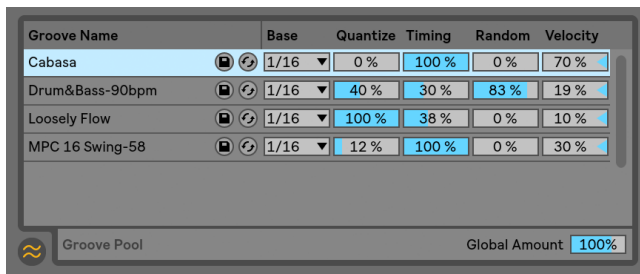 Groove Name Base Quantize Timing Random Velocity
Cabasa 1/16 0 % 100 % 0 % 70 %
Drum&Bass-90bpm 1/16 40 % 30 % 83 % 19 %
Loosely Flow 1/16 100 % 38 % 0 % 10 %
MPC 16 Swing-58 1/16 12 % 100 % 0 % 30 %
Groove Pool Global Amount 100%